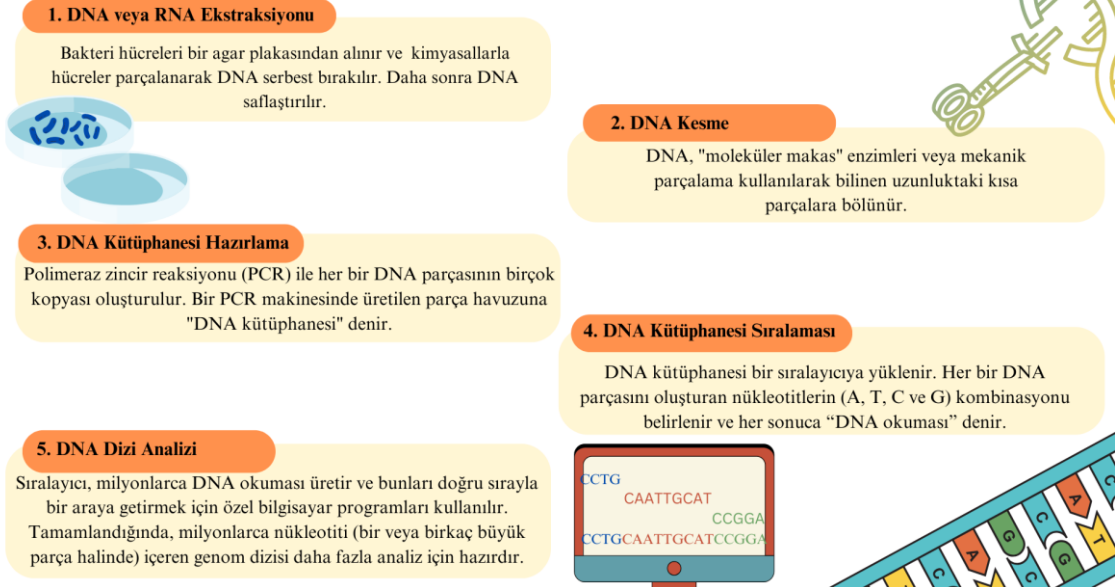 1. DNA veya RNA Ekstraksiyonu
Bakteri hücreleri bir agar plakasından alınır ve kimyasallarla
hücreler parçalanarak DNA serbest bırakılır. Daha sonra DNA
saflaştırılır.
2. DNA Kesme
DNA, "moleküler makas" enzimleri veya mekanik
parçalama kullanılarak bilinen uzunluktaki kısa
parçalara bölünür.
3. DNA Kütüphanesi Hazırlama
Polimeraz zincir reaksiyonu (PCR) ile her bir DNA parçasının birçok
kopyası oluşturulur. Bir PCR makinesinde üretilen parça havuzuna
"DNA kütüphanesi" denir.
4. DNA Kütüphanesi Sıralaması
DNA kütüphanesi bir sıralayıcıya yüklenir. Her bir DNA
parçasını oluşturan nükleotitlerin (A, T, C ve G) kombinasyonu
belirlenir ve her sonuca “DNA okuması” denir.
5. DNA Dizi Analizi
Sıralayıcı, milyonlarca DNA okuması üretir ve bunları doğru sırayla
bir araya getirmek için özel bilgisayar programları kullanılır.
Tamamlandığında, milyonlarca nükleotiti (bir veya birkaç büyük
parça halinde) içeren genom dizisi daha fazla analiz için hazırdır.
CCTG
CAATTGCAT
CCGGA
CCTGCAATTGCATCCGGA
A
C
T
G
C
A
C